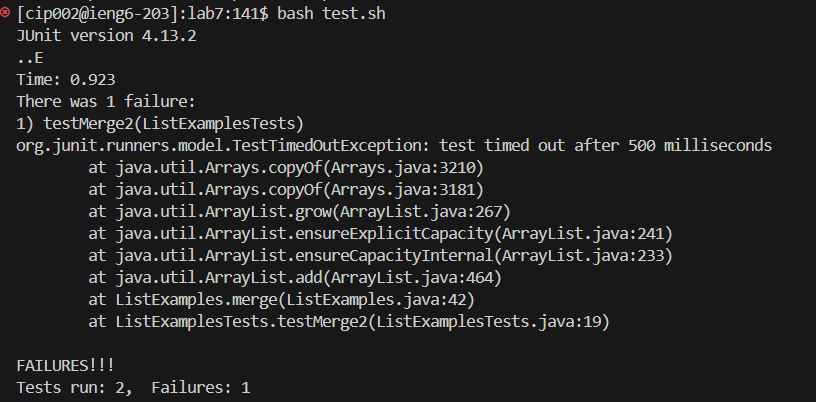 [cip002@ieng6-203]:lab7:141$ bash test.sh
JUnit version 4.13.2
..E
Time: 0.923
There was 1 failure:
1) testMerge2(ListExamplesTests)
org.junit.runners.model.TestTimedOutException: test timed out after 500 milliseconds
at java.util.Arrays.copyOf(Arrays.java:3210)
at java.util.Arrays.copyOf(Arrays.java:3181)
at java.util.ArrayList.grow(ArrayList.java:267)
at java.util.ArrayList.ensureExplicitCapacity(ArrayList.java:241)
at java.util.ArrayList.ensureCapacityInternal(ArrayList.java:233)
at java.util.ArrayList.add(ArrayList.java:464)
at ListExamples.merge(ListExamples.java:42)
at ListExamplesTests.testMerge2(ListExamplesTests.java:19)
FAILURES!!!
Tests run: 2,  Failures: 1